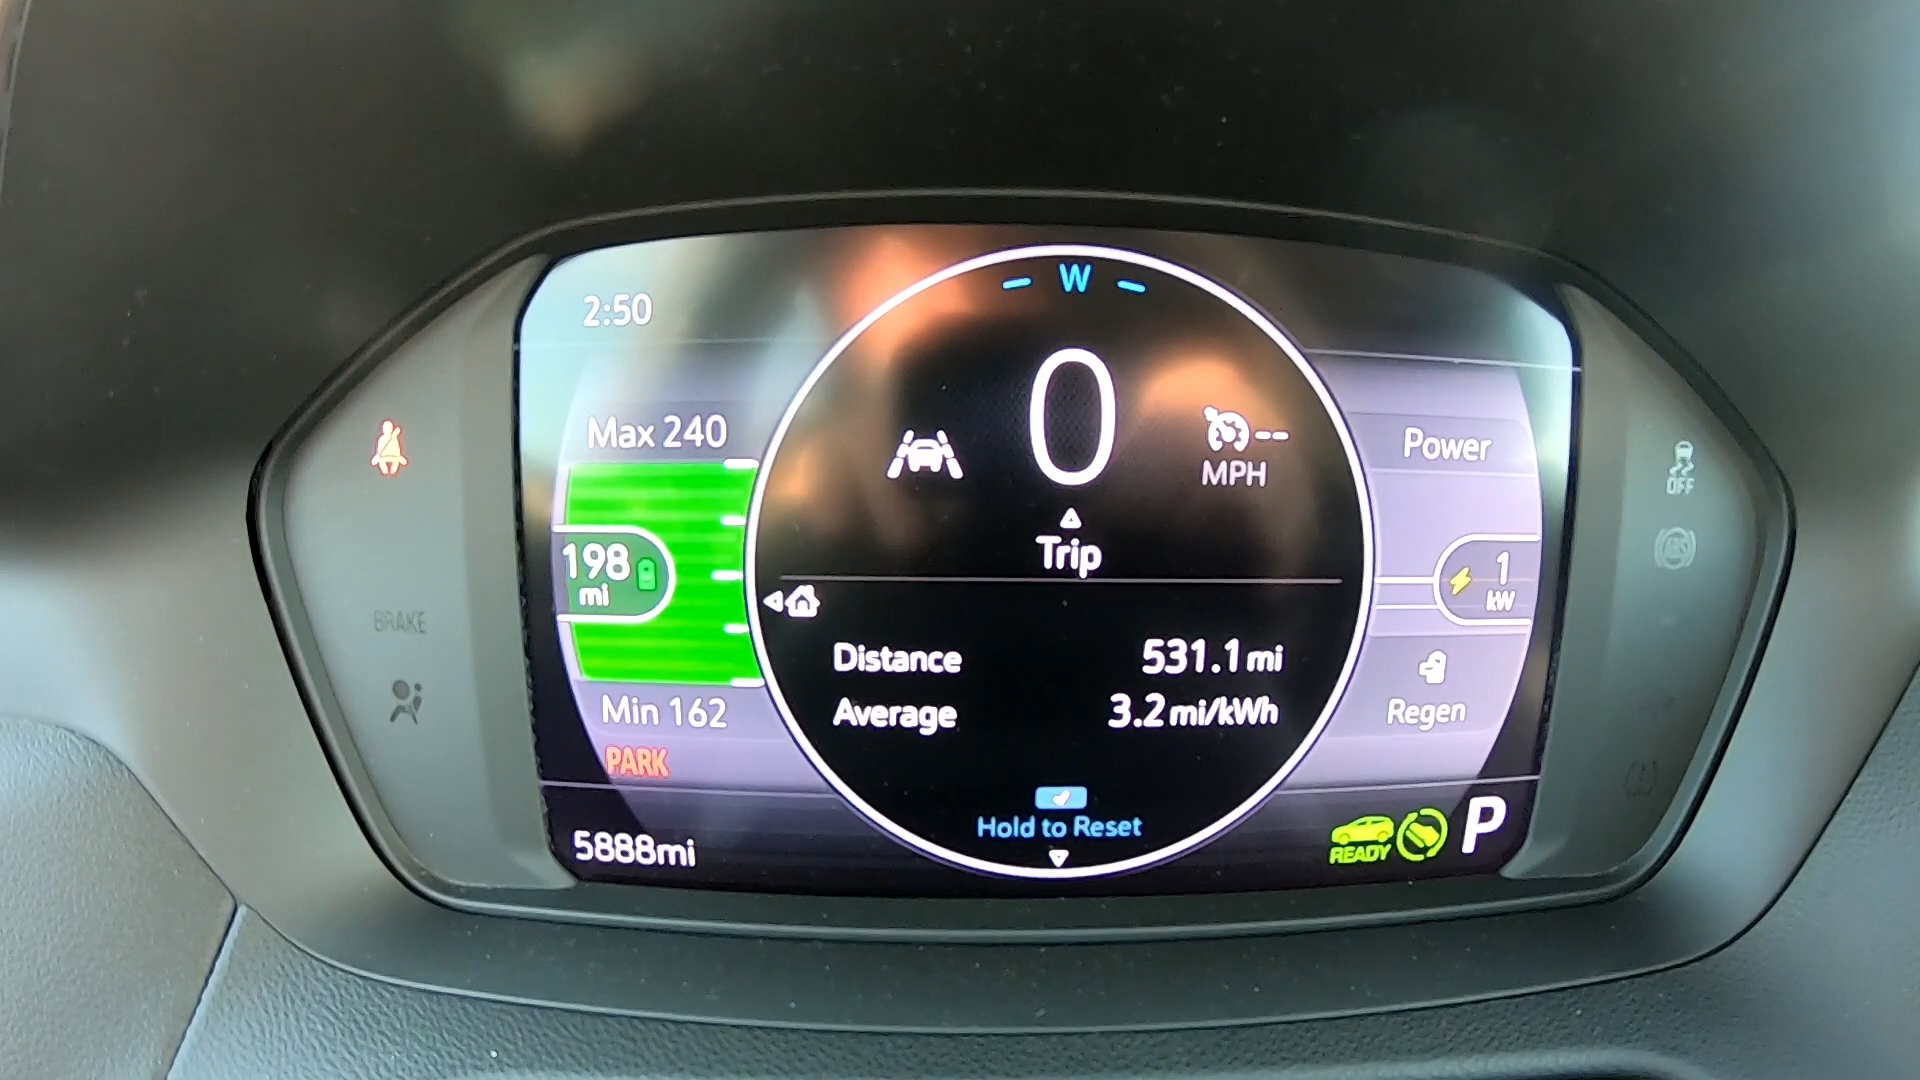 W
2:50
0
MPH
--
Max 240
Power
OFF
Trip
198
mi
1
kW
ABS
BRAKE
Distance 531.1 mi
Average 3.2 mi/kWh
Min 162
Regen
PARK
Hold to Reset
5888mi
READY
P